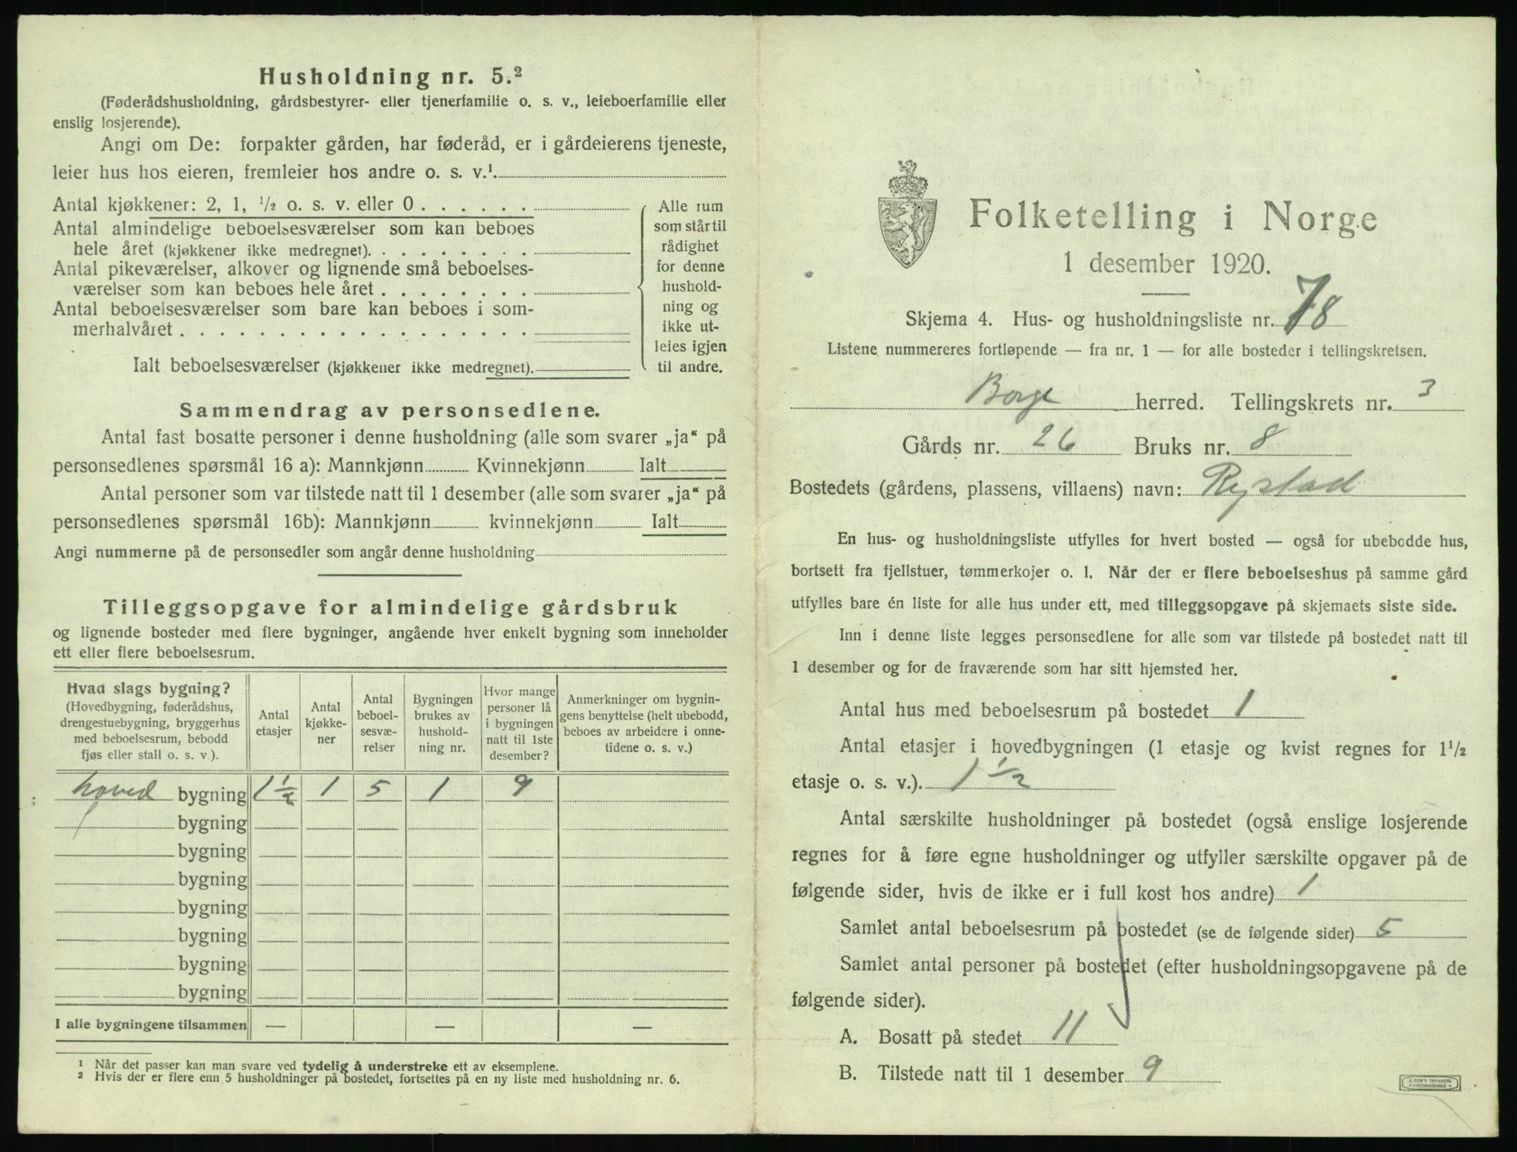 Husholdning nr. 5.²
(Føderådshusholdning, gårdsbestyrer- eller tjenerfamilie o. s. v., leieboerfamilie eller
enslig losjerende).
Angi om De: forpakter gården, har føderåd, er i gårdeierens tjeneste,
leier hus hos eieren, fremleier hos andre o. s. v.¹
Antal kjøkkener: 2, 1, ½ o. s. v. eller 0
Antal almindelige beboelsesværelser som kan beboes
hele året (kjøkkener ikke medregnet).
Antal pikeværelser, alkover og lignende små beboelses-
værelser som kan beboes hele året
Antal beboelsesværelser som bare kan beboes i som-
merhalvåret
Ialt beboelsesværelser (kjøkkener ikke medregnet).
Alle rum
som står til
rådighet
for denne
hushold-
ning og
ikke ut-
leies igjen
til andre.
Sammendrag av personsedlene.
Antal fast bosatte personer i denne husholdning (alle som svarer „ja“ på
personsedlenes spørsmål 16 a): Mannkjønn Kvinnekjønn Ialt
Antal personer som var tilstede natt til 1 desember (alle som svarer „ja“ på
personsedlenes spørsmål 16b): Mannkjønn kvinnekjønn Ialt
Angi nummerne på de personsedler som angår denne husholdning
Tilleggsopgave for almindelige gårdsbruk
og lignende bosteder med flere bygninger, angående hver enkelt bygning som inneholder
ett eller flere beboelsesrum.
Hvad slags bygning?
(Hovedbygning, føderådshus,
drengestuebygning, bryggerhus
med beboelsesrum, bebodd
fjøs eller stall o. s. v.).
Antal
etasjer
Antal
kjøkke-
ner
Antal
beboel-
sesvæ-
relser
Bygningen
brukes av
hushold-
ning nr.
Hvor mange
personer lå
i bygningen
natt til 1ste
desember?
Anmerkninger om bygnin-
gens benyttelse (helt ubebodd,
beboes av arbeidere i onne-
tidene o. s. v.)
hoved bygning 1 ½ 1 5 1 9
bygning
bygning
bygning
bygning
bygning
bygning
bygning
I alle bygningene tilsammen — — —
¹ Når det passer kan man svare ved tydelig å understreke ett av eksemplene.
² Hvis der er flere enn 5 husholdninger på bostedet, fortsettes på en ny liste med husholdning nr. 6.
Folketelling i Norge
1 desember 1920.
Skjema 4. Hus- og husholdningsliste nr. 78
Listene nummereres fortløpende — fra nr. 1 — for alle bosteder i tellingskretsen.
Borge herred. Tellingskrets nr. 3
Gårds nr. 26 Bruks nr. 8
Bostedets (gårdens, plassens, villaens) navn: Rystad
En hus- og husholdningsliste utfylles for hvert bosted — også for ubebodde hus,
bortsett fra fjellstuer, tømmerkojer o. l. Når der er flere beboelseshus på samme gård
utfylles bare én liste for alle hus under ett, med tilleggsopgave på skjemaets siste side.
Inn i denne liste legges personsedlene for alle som var tilstede på bostedet natt til
1 desember og for de fraværende som har sitt hjemsted her.
Antal hus med beboelsesrum på bostedet 1
Antal etasjer i hovedbygningen (1 etasje og kvist regnes for 1½
etasje o. s. v.). 1 ½
Antal særskilte husholdninger på bostedet (også enslige losjerende
regnes for å føre egne husholdninger og utfyller særskilte opgaver på de
følgende sider, hvis de ikke er i full kost hos andre) 1
Samlet antal beboelsesrum på bostedet (se de følgende sider) 5
Samlet antal personer på bostedet (efter husholdningsopgavene på de
følgende sider).
A. Bosatt på stedet 11
B. Tilstede natt til 1 desember 9